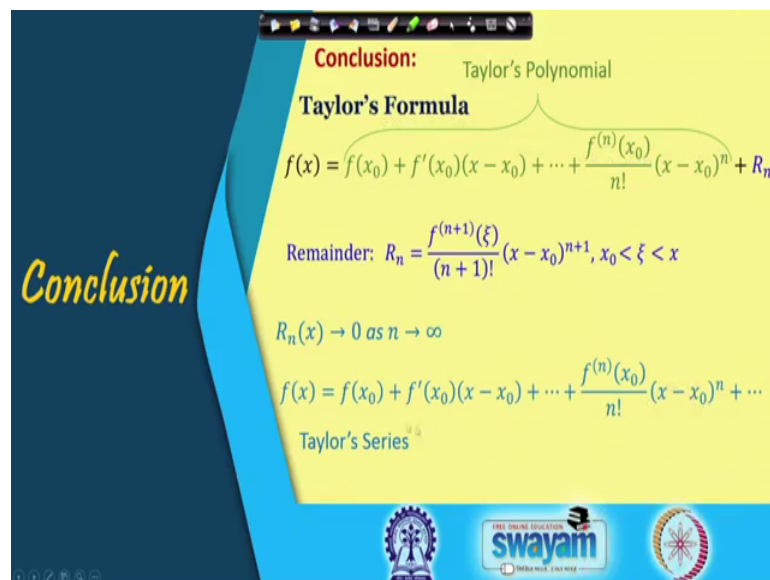 Conclusion:
Taylor's Polynomial
Taylor's Formula
f(x) = f(x₀) + f′(x₀)(x − x₀) + ⋯ + f⁽ⁿ⁾(x₀)/n! (x − x₀)ⁿ + Rₙ
Remainder: Rₙ = f⁽ⁿ⁺¹⁾(ξ)/(n + 1)! (x − x₀)ⁿ⁺¹, x₀ < ξ < x
Conclusion
Rₙ(x) → 0 as n → ∞
f(x) = f(x₀) + f′(x₀)(x − x₀) + ⋯ + f⁽ⁿ⁾(x₀)/n! (x − x₀)ⁿ + ⋯
Taylor's Series
FREE ONLINE EDUCATION
swayam